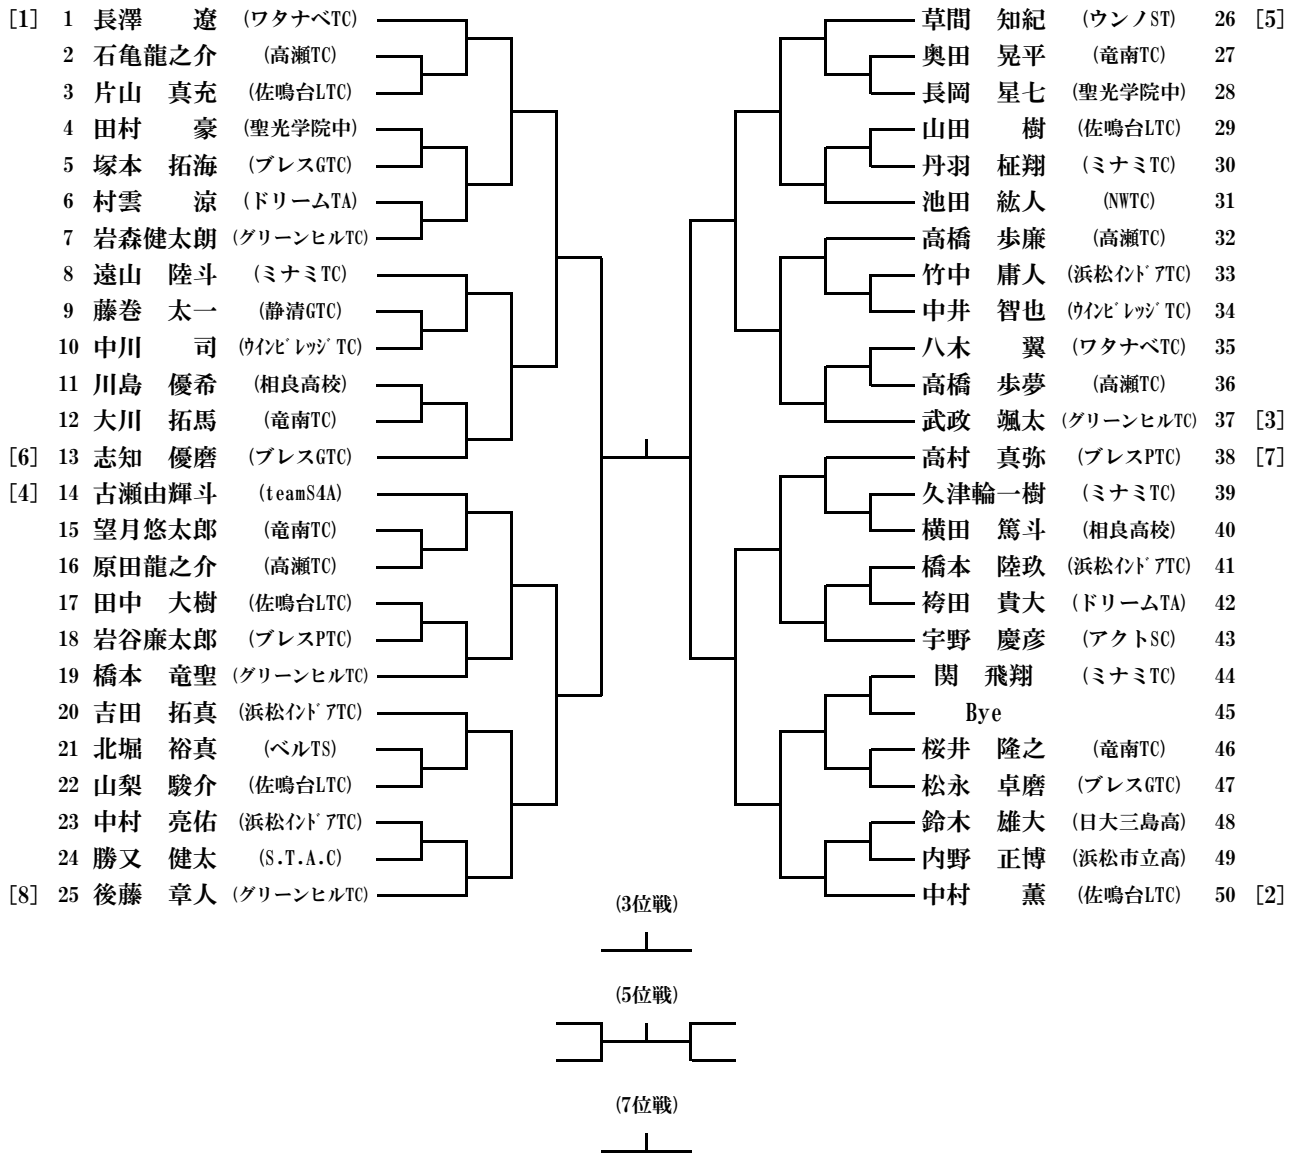 [1] 1 長澤 遼 (ワタナベTC)
2 石亀龍之介 (高瀬TC)
3 片山 真充 (佐鳴台LTC)
4 田村 豪 (聖光学院中)
5 塚本 拓海 (ブレスGTC)
6 村雲 涼 (ドリームTA)
7 岩森健太朗 (グリーンヒルTC)
8 遠山 陸斗 (ミナミTC)
9 藤巻 太一 (静清GTC)
10 中川 司 (ウインビレッジTC)
11 川島 優希 (相良高校)
12 大川 拓馬 (竜南TC)
[6] 13 志知 優磨 (ブレスGTC)
[4] 14 古瀬由輝斗 (teamS4A)
15 望月悠太郎 (竜南TC)
16 原田龍之介 (高瀬TC)
17 田中 大樹 (佐鳴台LTC)
18 岩谷廉太郎 (ブレスPTC)
19 橋本 竜聖 (グリーンヒルTC)
20 吉田 拓真 (浜松インドアTC)
21 北堀 裕真 (ベルTS)
22 山梨 駿介 (佐鳴台LTC)
23 中村 亮佑 (浜松インドアTC)
24 勝又 健太 (S.T.A.C)
[8] 25 後藤 章人 (グリーンヒルTC)
草間 知紀 (ウンノST) 26 [5]
奥田 晃平 (竜南TC) 27
長岡 星七 (聖光学院中) 28
山田 樹 (佐鳴台LTC) 29
丹羽 柾翔 (ミナミTC) 30
池田 紘人 (NWTC) 31
高橋 歩廉 (高瀬TC) 32
竹中 庸人 (浜松インドアTC) 33
中井 智也 (ウインビレッジTC) 34
八木 翼 (ワタナベTC) 35
高橋 歩夢 (高瀬TC) 36
武政 颯太 (グリーンヒルTC) 37 [3]
高村 真弥 (ブレスPTC) 38 [7]
久津輪一樹 (ミナミTC) 39
横田 篤斗 (相良高校) 40
橋本 陸玖 (浜松インドアTC) 41
袴田 貴大 (ドリームTA) 42
宇野 慶彦 (アクトSC) 43
関 飛翔 (ミナミTC) 44
Bye 45
桜井 隆之 (竜南TC) 46
松永 卓磨 (ブレスGTC) 47
鈴木 雄大 (日大三島高) 48
内野 正博 (浜松市立高) 49
中村 薫 (佐鳴台LTC) 50 [2]
(3位戦)
(5位戦)
(7位戦)